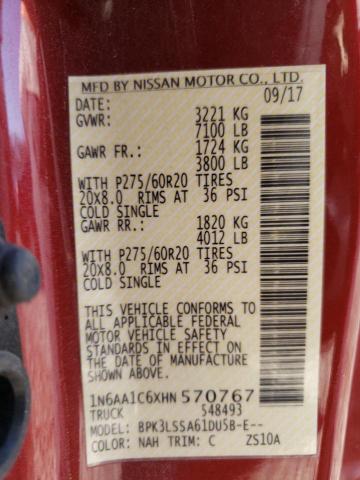 MFD BY NISSAN MOTOR CO., LTD.
DATE: 09/17
GVWR: 3221 KG
7100 LB
GAWR FR.: 1724 KG
3800 LB
WITH P275/60R20 TIRES
20X8.0 RIMS AT 36 PSI
COLD SINGLE
GAWR RR.: 1820 KG
4012 LB
WITH P275/60R20 TIRES
20X8.0 RIMS AT 36 PSI
COLD SINGLE
THIS VEHICLE CONFORMS TO
ALL APPLICABLE FEDERAL
MOTOR VEHICLE SAFETY
STANDARDS IN EFFECT ON
THE DATE OF MANUFACTURE
SHOWN ABOVE.
1N6AA1C6XHN570767
TRUCK 548493
MODEL: BPK3LSSA61DU5B-E--
COLOR: NAH TRIM: C ZS10A